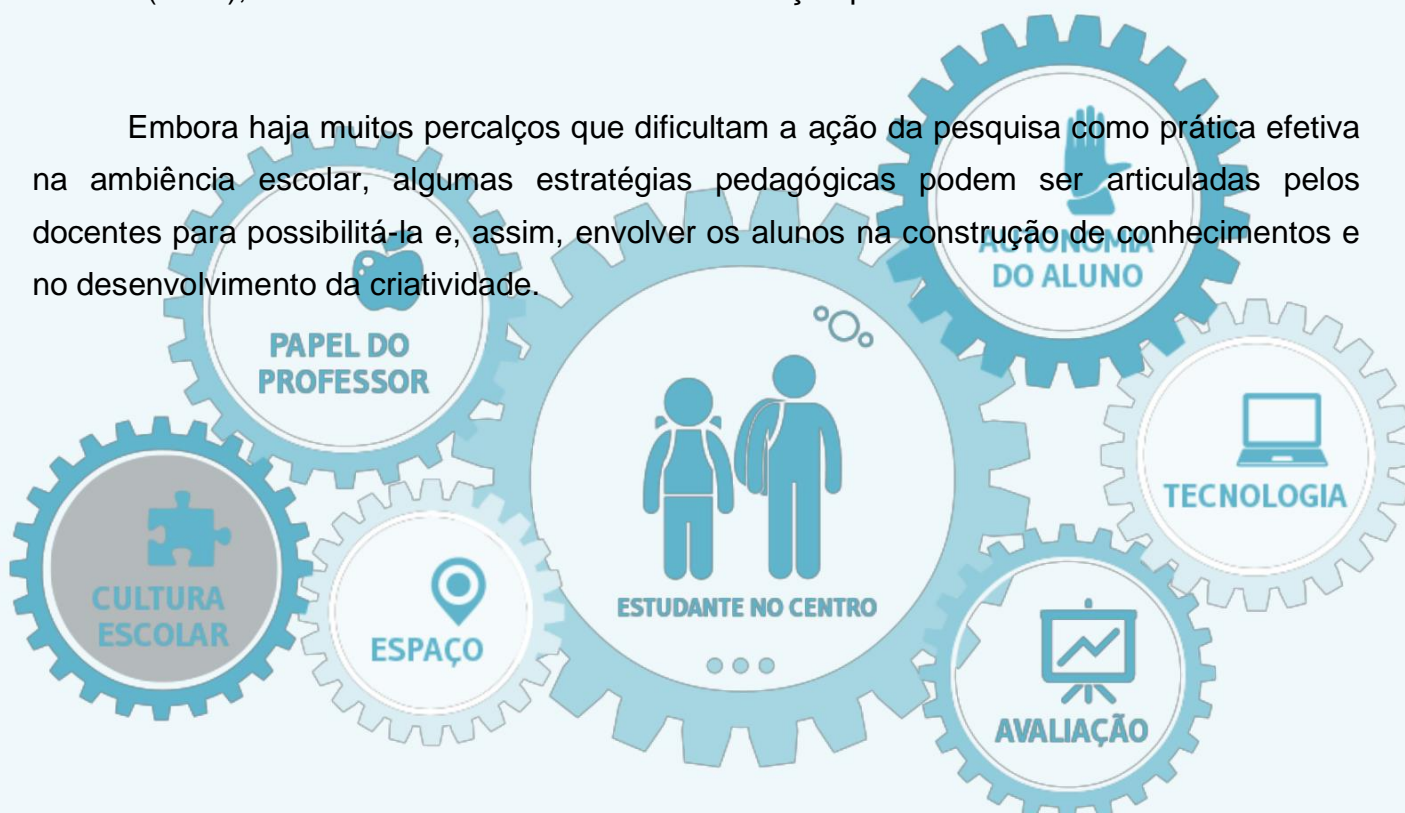 Embora haja muitos percalços que dificultam a ação da pesquisa como prática efetiva
na ambiência escolar, algumas estratégias pedagógicas podem ser articuladas pelos
docentes para possibilitá-la e, assim, envolver os alunos na construção de conhecimentos e
no desenvolvimento da criatividade.
AUTONOMIA
DO ALUNO
PAPEL DO
PROFESSOR
TECNOLOGIA
CULTURA
ESCOLAR
ESPAÇO
ESTUDANTE NO CENTRO
AVALIAÇÃO